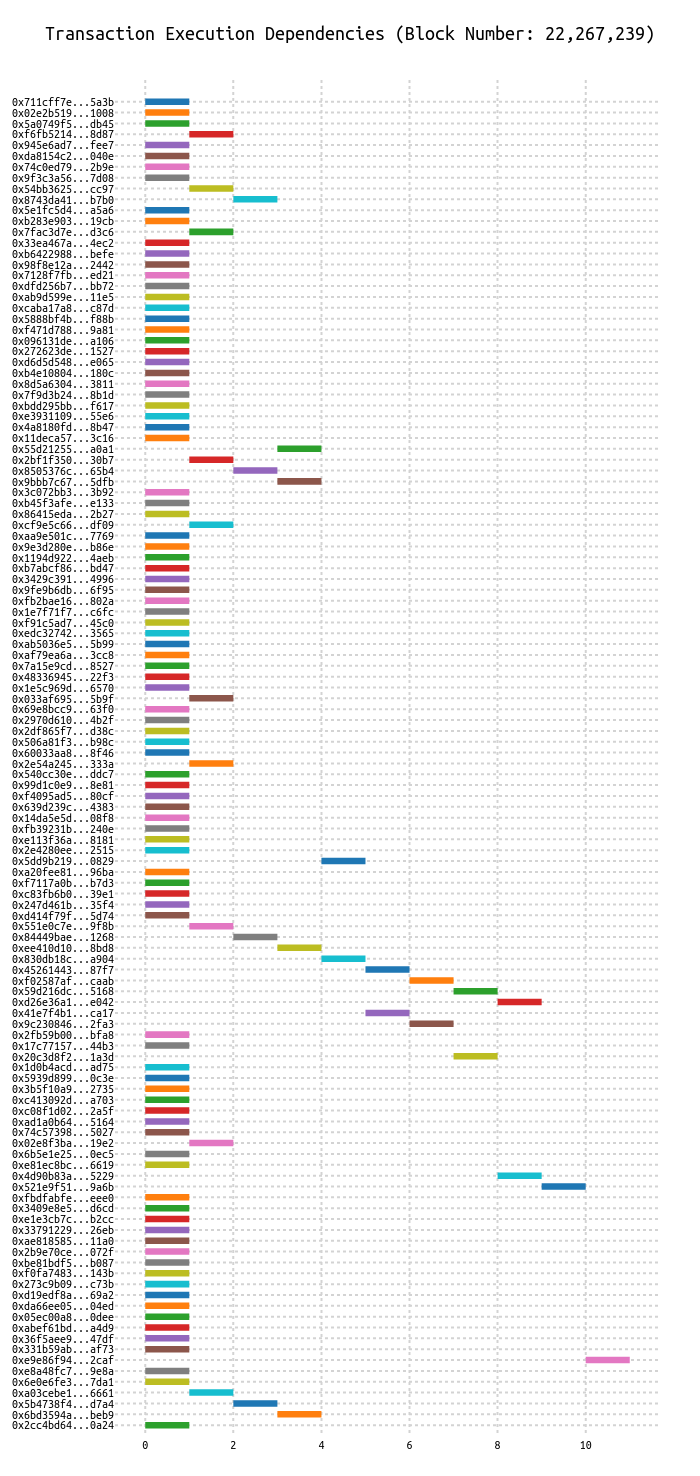 Transaction Execution Dependencies (Block Number: 22,267,239)
0x711cff7e...5a3b
0x02e2b519...1008
0x5a0749f5...db45
0xf6fb5214...8d87
0x945e6ad7...fee7
0xda8154c2...040e
0x74c0ed79...2b9e
0x9f3c3a56...7d08
0x54bb3625...cc97
0x8743da41...b7b0
0x5e1fc5d4...a5a6
0xb283e903...19cb
0x7fac3d7e...d3c6
0x33ea467a...4ec2
0xb6422988...befe
0x98f8e12a...2442
0x7128f7fb...ed21
0xdfd256b7...bb72
0xab9d599e...11e5
0xcaba17a8...c87d
0x5888bf4b...f88b
0xf471d788...9a81
0x096131de...a106
0x272623de...1527
0xd6d5d548...e065
0xb4e10804...180c
0x8d5a6304...3811
0x7f9d3b24...8b1d
0xbdd295bb...f617
0xe3931109...55e6
0x4a8180fd...8b47
0x11deca57...3c16
0x55d21255...a0a1
0x2bf1f350...30b7
0x8505376c...65b4
0x9bbb7c67...5dfb
0x3c072bb3...3b92
0xb45f3afe...e133
0x86415eda...2b27
0xcf9e5c66...df09
0xaa9e501c...7769
0x9e3d280e...b86e
0x1194d922...4aeb
0xb7abcf86...bd47
0x3429c391...4996
0x9fe9b6db...6f95
0xfb2bae16...802a
0x1e7f71f7...c6fc
0xf91c5ad7...45c0
0xedc32742...3565
0xab5036e5...5b99
0xaf79ea6a...3cc8
0x7a15e9cd...8527
0x48336945...22f3
0x1e5c969d...6570
0x033af695...5b9f
0x69e8bcc9...63f0
0x2970d610...4b2f
0x2df865f7...d38c
0x506a81f3...b98c
0x60033aa8...8f46
0x2e54a245...333a
0x540cc30e...ddc7
0x99d1c0e9...8e81
0xf4095ad5...80cf
0x639d239c...4383
0x14da5e5d...08f8
0xfb39231b...240e
0xe113f36a...8181
0x2e4280ee...2515
0x5dd9b219...0829
0xa20fee81...96ba
0xf7117a0b...b7d3
0xc83fb6b0...39e1
0x247d461b...35f4
0xd414f79f...5d74
0x551e0c7e...9f8b
0x84449bae...1268
0xee410d10...8bd8
0x830db18c...a904
0x45261443...87f7
0xf02587af...caab
0x59d216dc...5168
0xd26e36a1...e042
0x41e7f4b1...ca17
0x9c230846...2fa3
0x2fb59b00...bfa8
0x17c77157...44b3
0x20c3d8f2...1a3d
0x1d0b4acd...ad75
0x5939d899...0c3e
0x3b5f10a9...2735
0xc413092d...a703
0xc08f1d02...2a5f
0xad1a0b64...5164
0x74c57398...5027
0x02e8f3ba...19e2
0x6b5e1e25...0ec5
0xe81ec8bc...6619
0x4d90b83a...5229
0x521e9f51...9a6b
0xfbdfabfe...eee0
0x3409e8e5...d6cd
0xe1e3cb7c...b2cc
0x33791229...26eb
0xae818585...11a0
0x2b9e70ce...072f
0xbe81bdf5...b087
0xf0fa7483...143b
0x273c9b09...c73b
0xd19edf8a...69a2
0xda66ee05...04ed
0x05ec00a8...0dee
0xabef61bd...a4d9
0x36f5aee9...47df
0x331b59ab...af73
0xe9e86f94...2caf
0xe8a48fc7...9e8a
0x6e0e6fe3...7da1
0xa03cebe1...6661
0x5b4738f4...d7a4
0x6bd3594a...beb9
0x2cc4bd64...0a24
0 2 4 6 8 10